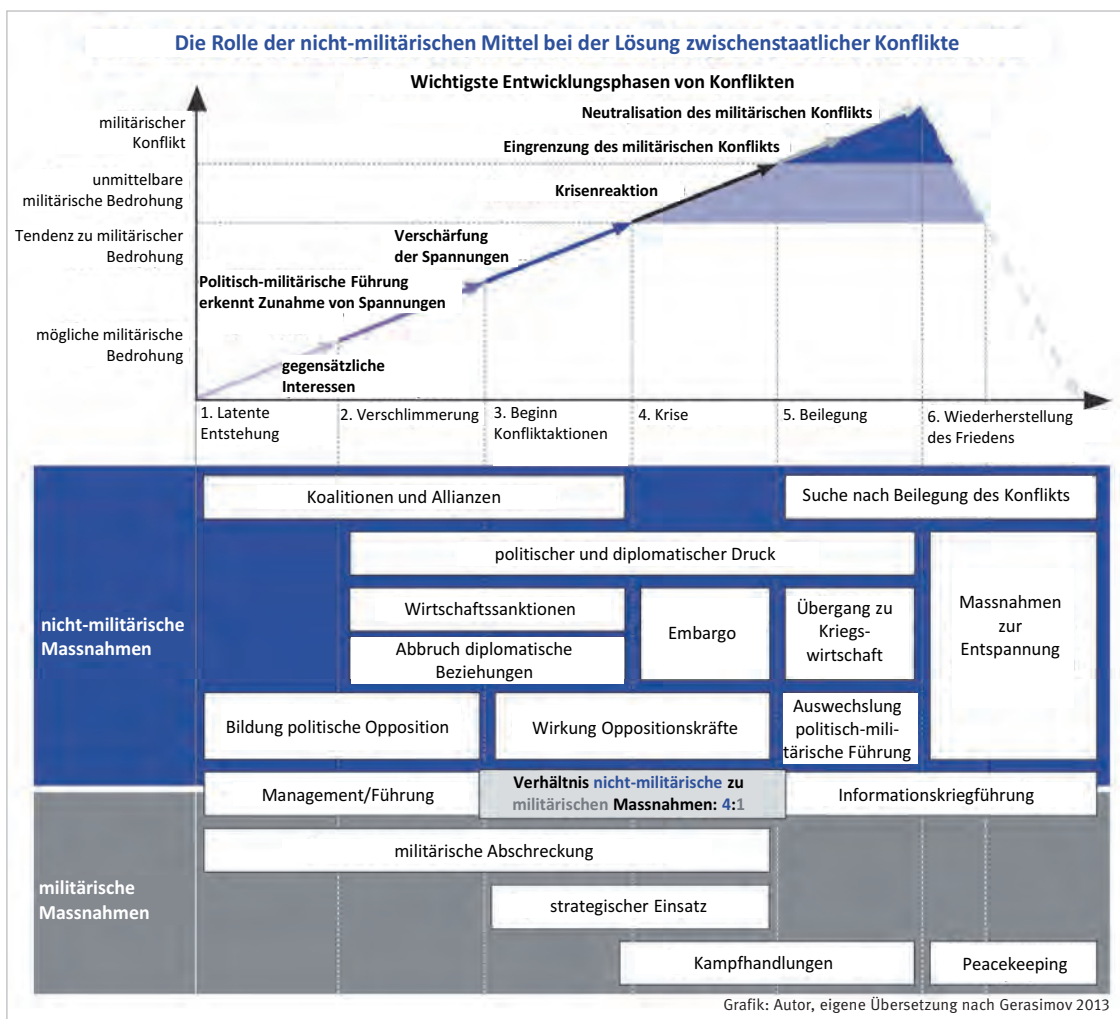 Die Rolle der nicht-militärischen Mittel bei der Lösung zwischenstaatlicher Konflikte
Wichtigste Entwicklungsphasen von Konflikten
Neutralisation des militärischen Konflikts
militärischer
Konflikt
Eingrenzung des militärischen Konflikts
unmittelbare
militärische Bedrohung
Krisenreaktion
Tendenz zu militärischer
Bedrohung
Verschärfung
der Spannungen
Politisch-militärische Führung
erkennt Zunahme von Spannungen
mögliche militärische
Bedrohung
gegensätzliche
Interessen
1. Latente
Entstehung
2. Verschlimmerung
3. Beginn
Konfliktaktionen
4. Krise
5. Beilegung
6. Wiederherstellung
des Friedens
nicht-militärische
Massnahmen
Koalitionen und Allianzen
Suche nach Beilegung des Konflikts
politischer und diplomatischer Druck
Wirtschaftssanktionen
Abbruch diplomatische
Beziehungen
Embargo
Übergang zu
Kriegs-
wirtschaft
Massnahmen
zur
Entspannung
Bildung politische Opposition
Wirkung Oppositionskräfte
Auswechslung
politisch-mili-
tärische Führung
Management/Führung
Verhältnis nicht-militärische zu
militärischen Massnahmen: 4:1
Informationskriegführung
militärische
Massnahmen
militärische Abschreckung
strategischer Einsatz
Kampfhandlungen
Peacekeeping
Grafik: Autor, eigene Übersetzung nach Gerasimov 2013